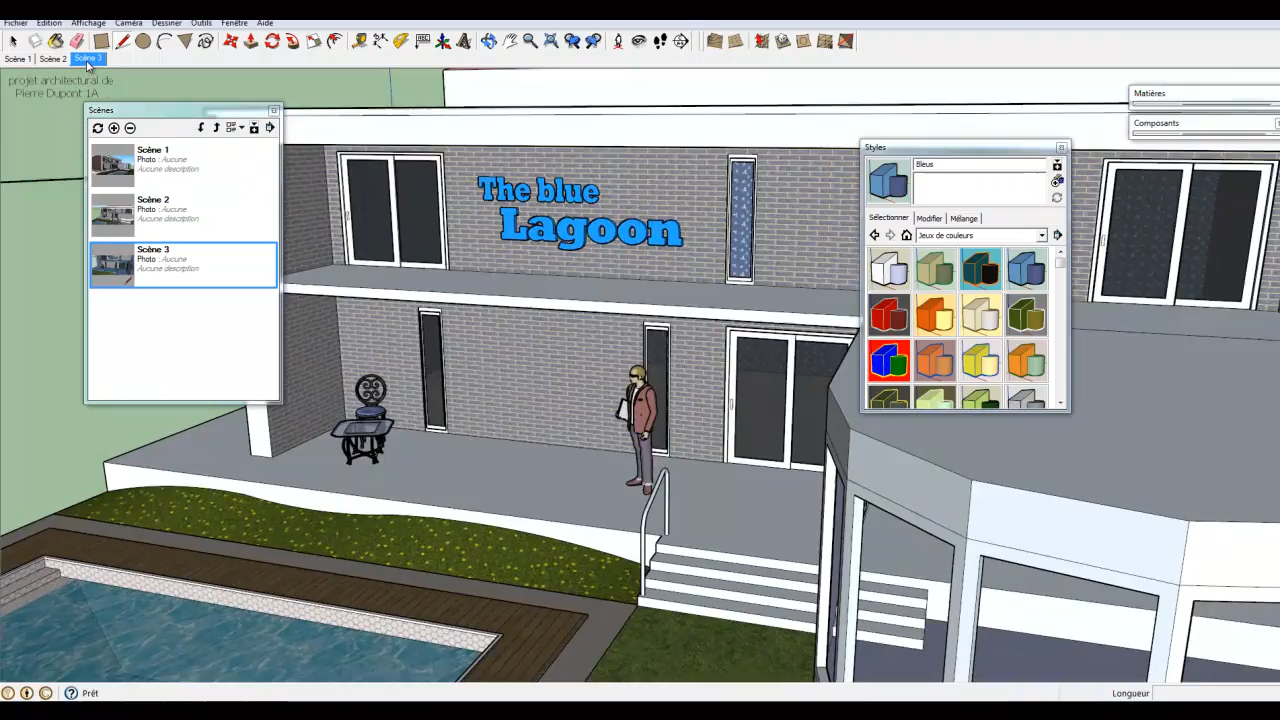 Fichier Edition Affichage Caméra Dessiner Outils Fenêtre Aide
Scène 1 Scène 2 Scène 3
projet architectural de
Pierre Dupont 1A
Scènes
Scène 1
Photo : Aucune
Aucune description
Scène 2
Photo : Aucune
Aucune description
Scène 3
Photo : Aucune
Aucune description
The blue
Lagoon
Styles
Bleus
Sélectionner Modifier Mélange
Jeux de couleurs
Matières
Composants
Prêt
Longueur